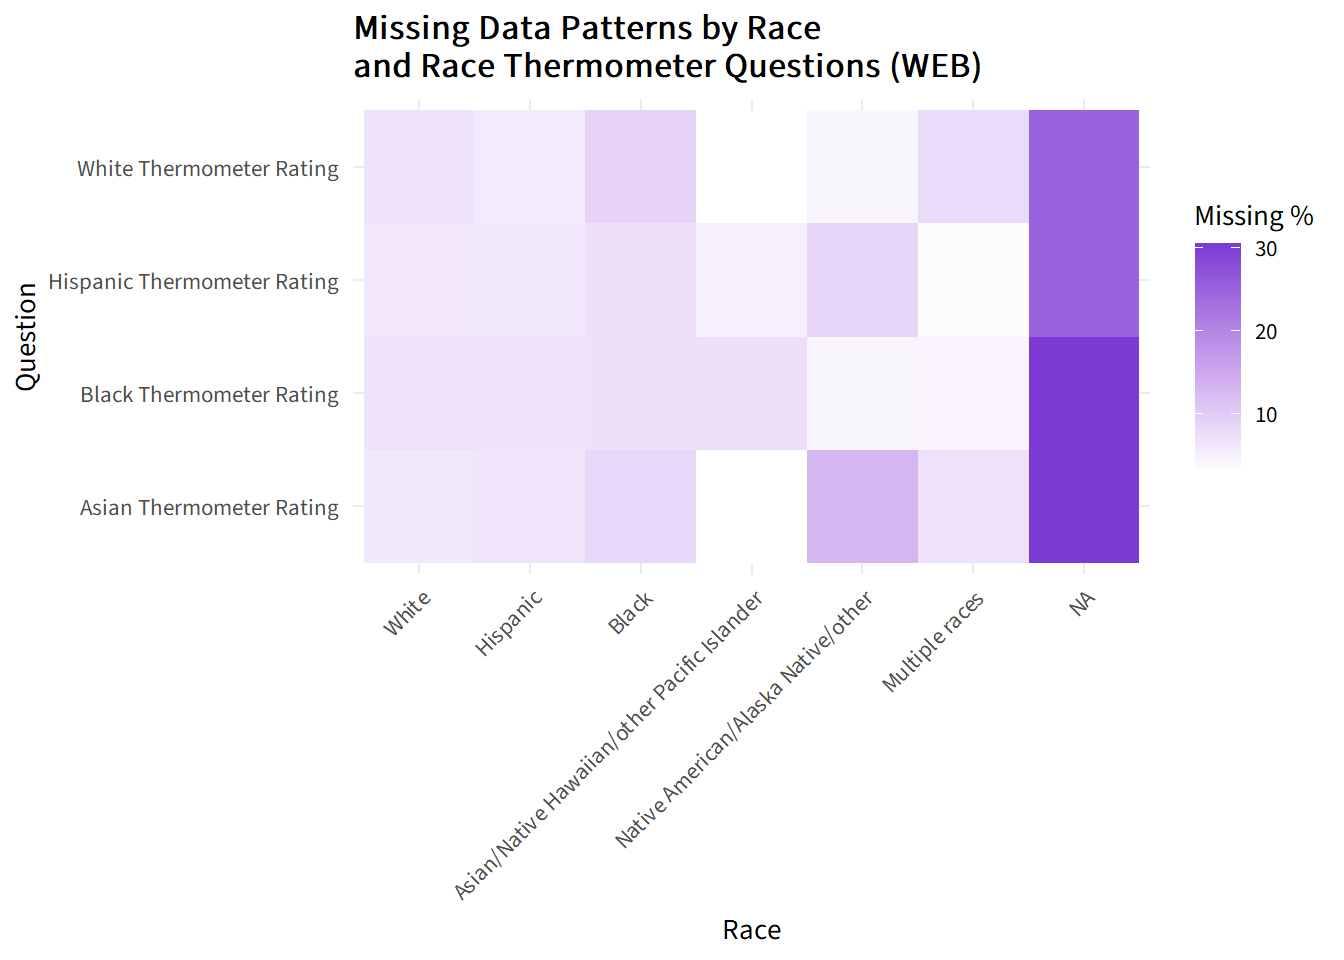 Missing Data Patterns by Race
and Race Thermometer Questions (WEB)
Question
White Thermometer Rating
Hispanic Thermometer Rating
Black Thermometer Rating
Asian Thermometer Rating
White
Hispanic
Black
Asian/Native Hawaiian/other Pacific Islander
Native American/Alaska Native/other
Multiple races
NA
Race
Missing %
30
20
10